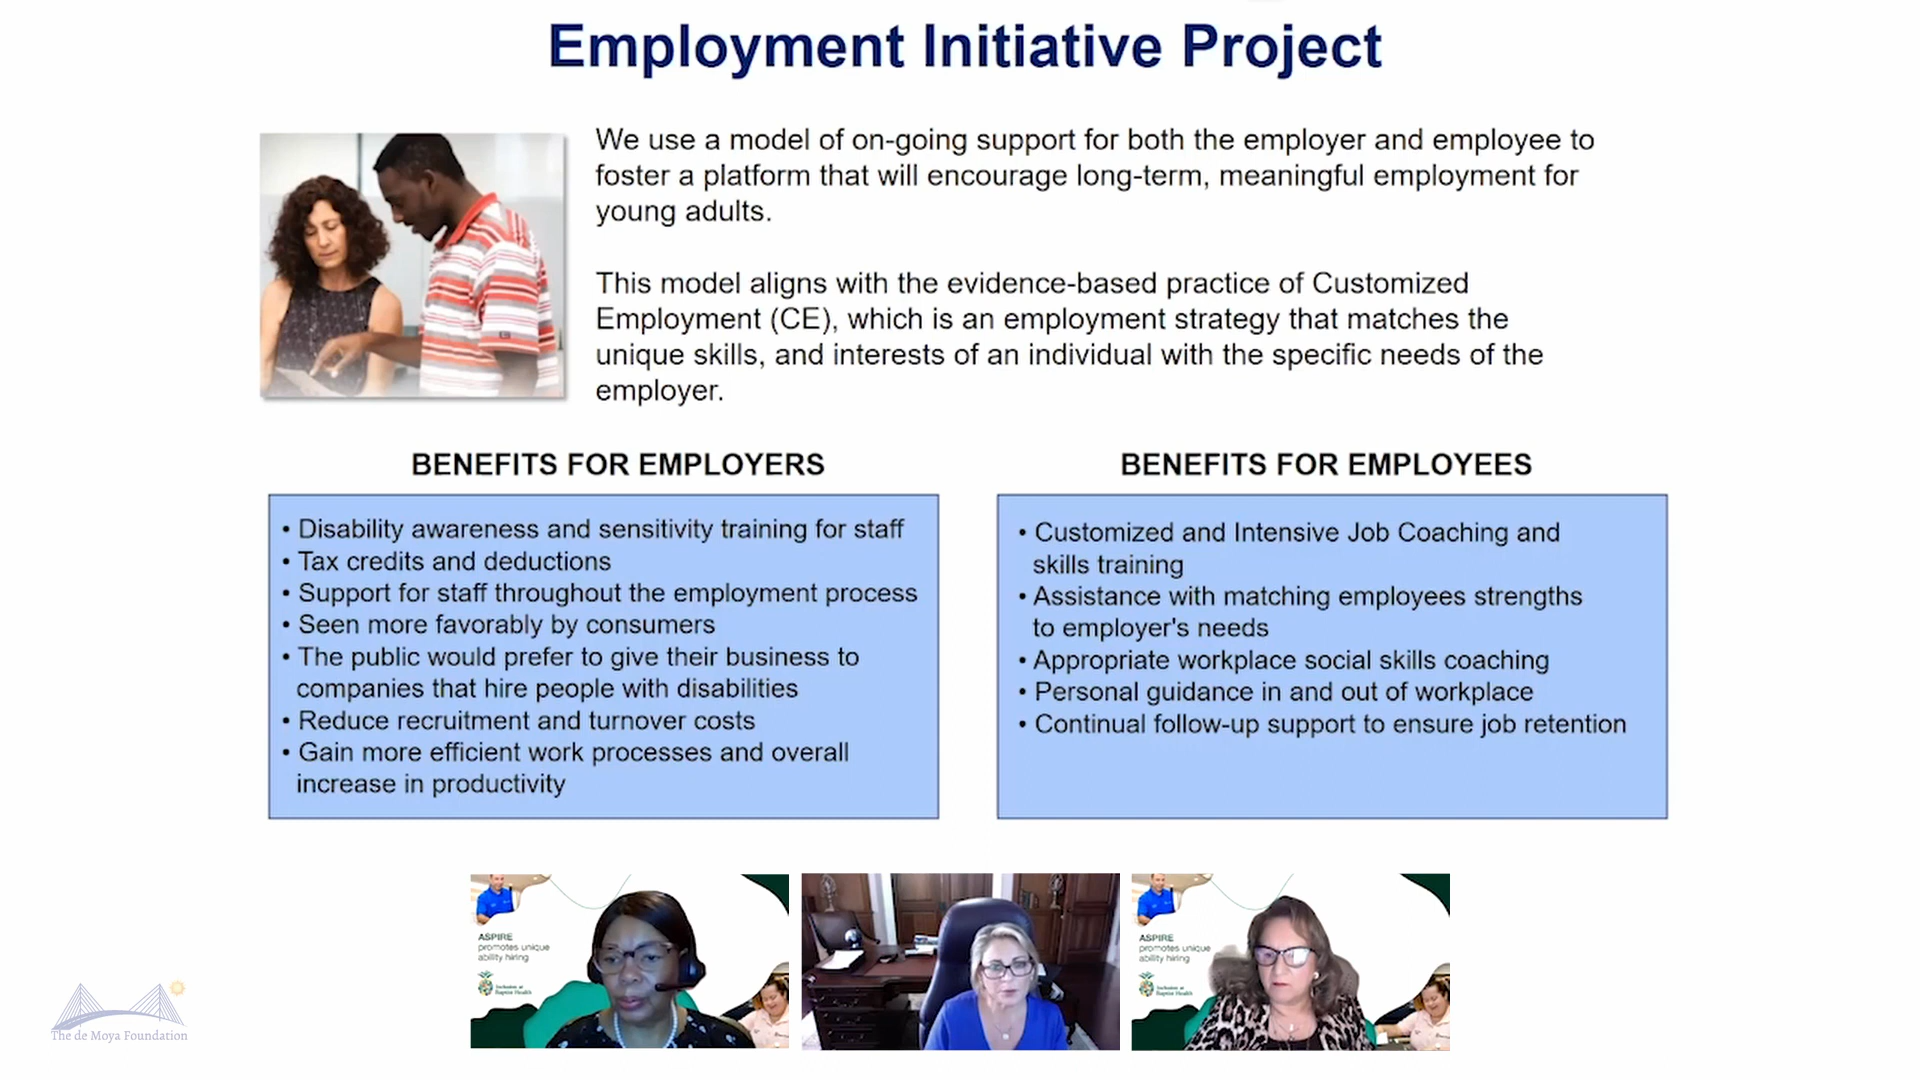 Employment Initiative Project
We use a model of on-going support for both the employer and employee to
foster a platform that will encourage long-term, meaningful employment for
young adults.
This model aligns with the evidence-based practice of Customized
Employment (CE), which is an employment strategy that matches the
unique skills, and interests of an individual with the specific needs of the
employer.
BENEFITS FOR EMPLOYERS
• Disability awareness and sensitivity training for staff
• Tax credits and deductions
• Support for staff throughout the employment process
• Seen more favorably by consumers
• The public would prefer to give their business to
companies that hire people with disabilities
• Reduce recruitment and turnover costs
• Gain more efficient work processes and overall
increase in productivity
BENEFITS FOR EMPLOYEES
• Customized and Intensive Job Coaching and
skills training
• Assistance with matching employees strengths
to employer's needs
• Appropriate workplace social skills coaching
• Personal guidance in and out of workplace
• Continual follow-up support to ensure job retention
ASPIRE
promotes unique
ability hiring
Inclusion at
Baptist Health
ASPIRE
promotes unique
ability hiring
Inclusion at
Baptist Health
The de Moya Foundation